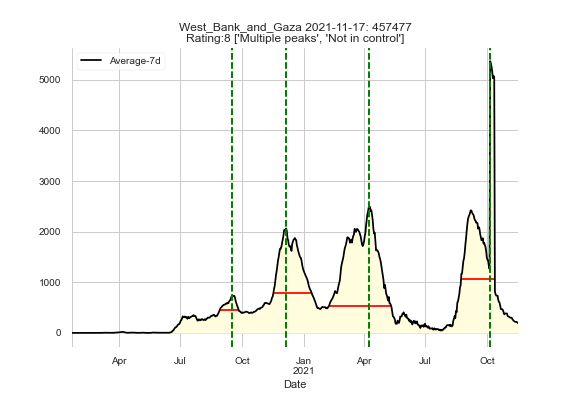 West_Bank_and_Gaza 2021-11-17: 457477
Rating:8 ['Multiple peaks', 'Not in control']
Average-7d
5000
4000
3000
2000
1000
0
Apr Jul Oct Jan Apr Jul Oct
2021
Date